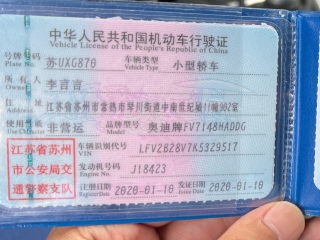 中华人民共和国机动车行驶证
Vehicle License of the People's Republic of China
号牌号码 苏UXG870 车辆类型 小型轿车
Plate No. Vehicle Type
所有人 李言言
Owner
住址 江苏省苏州市常熟市琴川街道中南世纪城11幢902室
Address
使用性质 非营运 品牌型号 奥迪牌FV7148HADDG
Use Character Model
江苏省苏州市公安局交通警察支队
车辆识别代号 LFV2B28V7K5329517
VIN
发动机号码 J18423
Engine No.
注册日期 2020-01-10 发证日期 2020-01-10
Register Date Issue Date